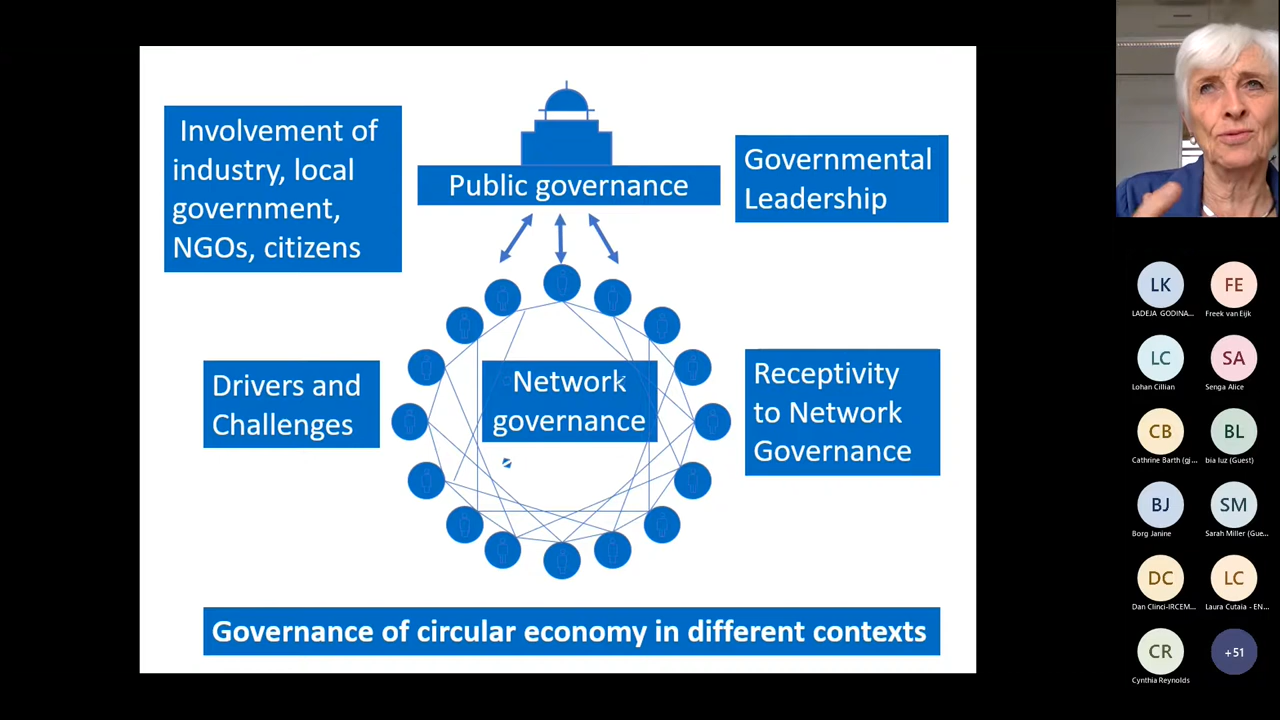 Involvement of
industry, local
government,
NGOs, citizens
Public governance
Governmental
Leadership
Drivers and
Challenges
Network
governance
Receptivity
to Network
Governance
Governance of circular economy in different contexts
LK
LADEJA GODINA...
FE
Freek van Eijk
LC
Lohan Cillian
SA
Senga Alice
CB
Cathrine Barth (gj...
BL
bia luz (Guest)
BJ
Borg Janine
SM
Sarah Miller (Gue...
DC
Dan Clinci-IRCEM...
LC
Laura Cutaia - EN...
CR
Cynthia Reynolds
+51